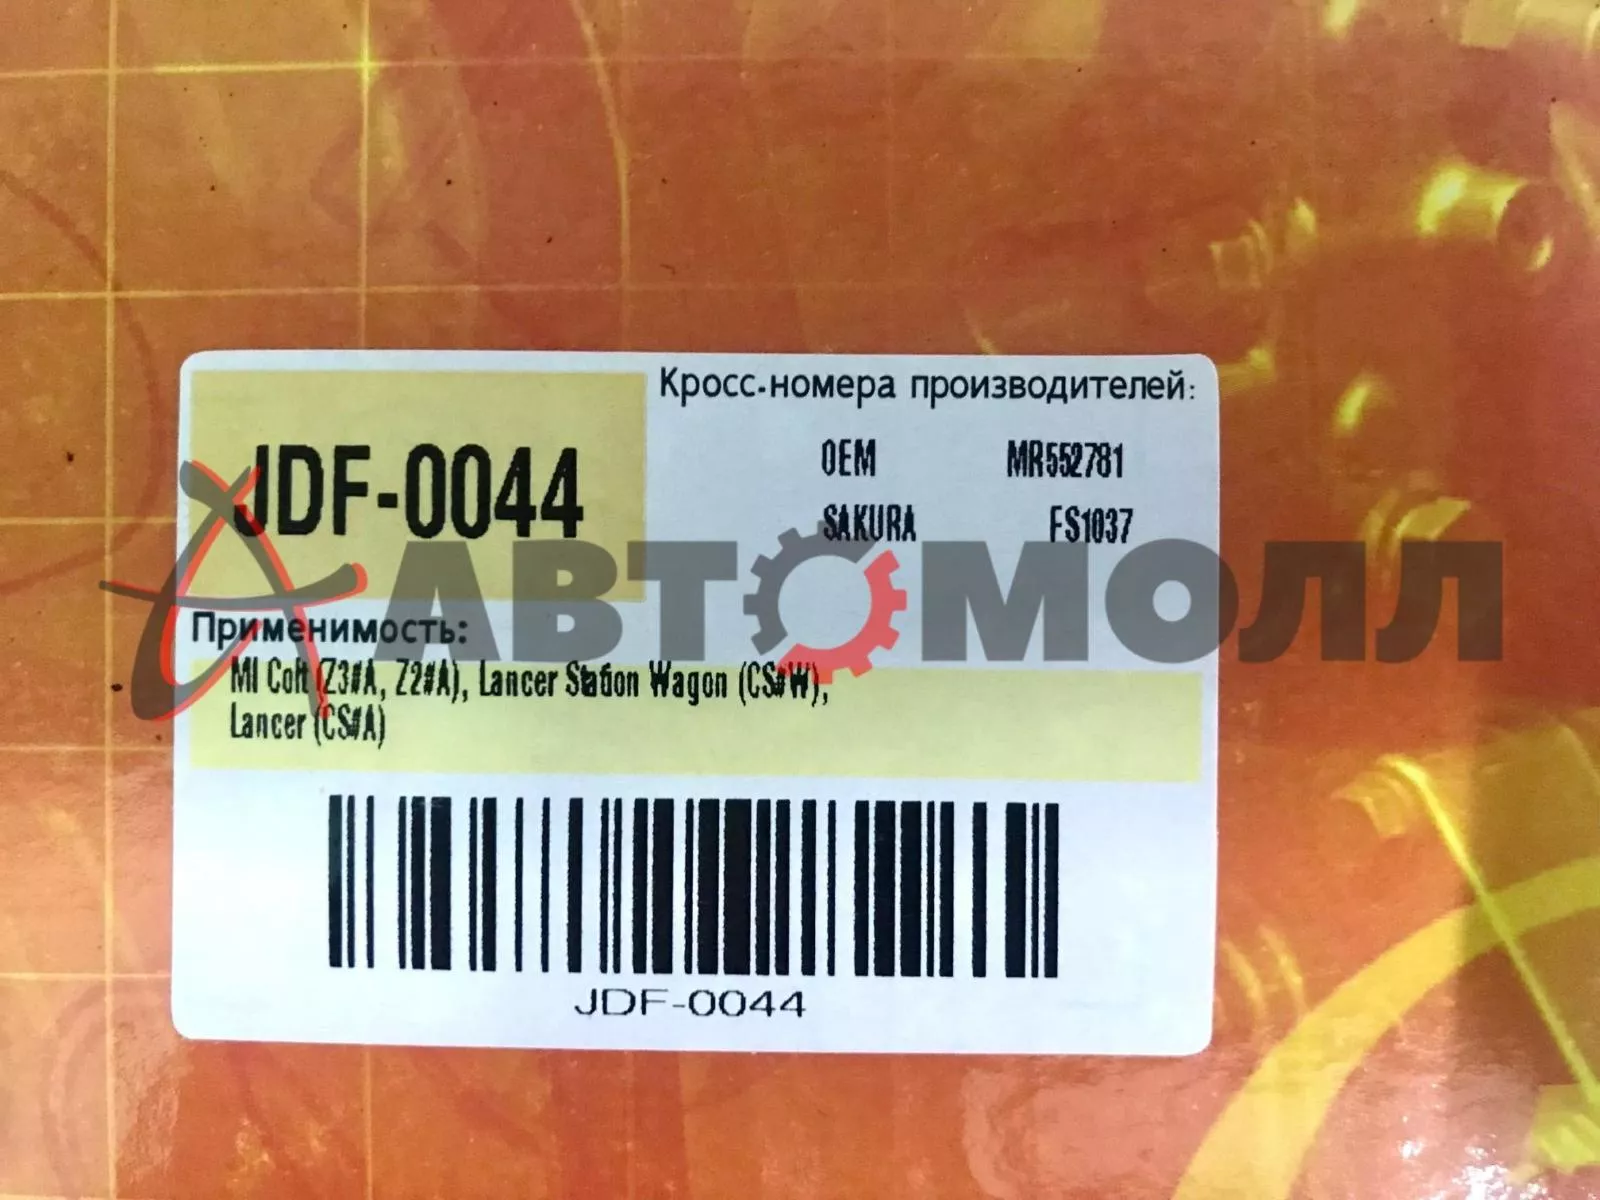 JDF-0044
Кросс-номера производителей:
OEM MR552781
SAKURA FS1037
АВТОМОЛЛ
Применимость:
MI Colt (Z3#A, Z2#A), Lancer Station Wagon (CS#W),
Lancer (CS#A)
JDF-0044